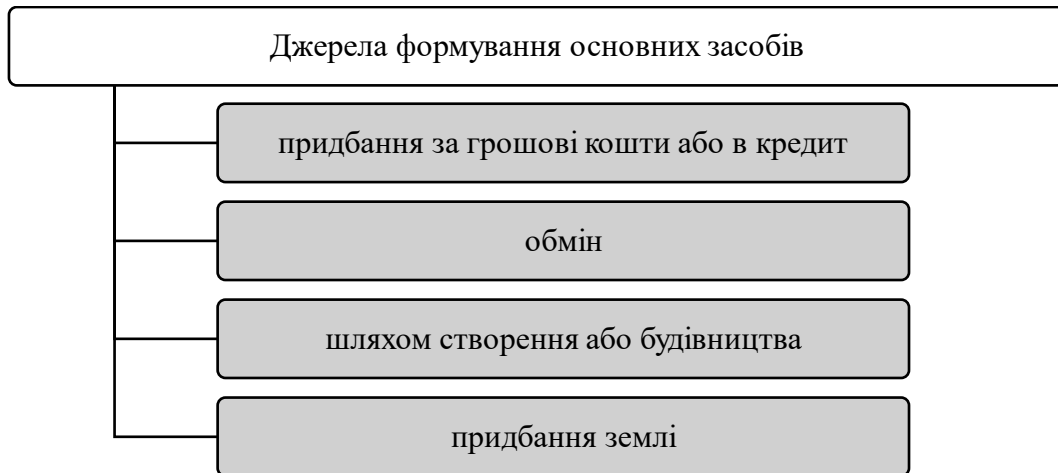 Джерела формування основних засобів
придбання за грошові кошти або в кредит
обмін
шляхом створення або будівництва
придбання землі